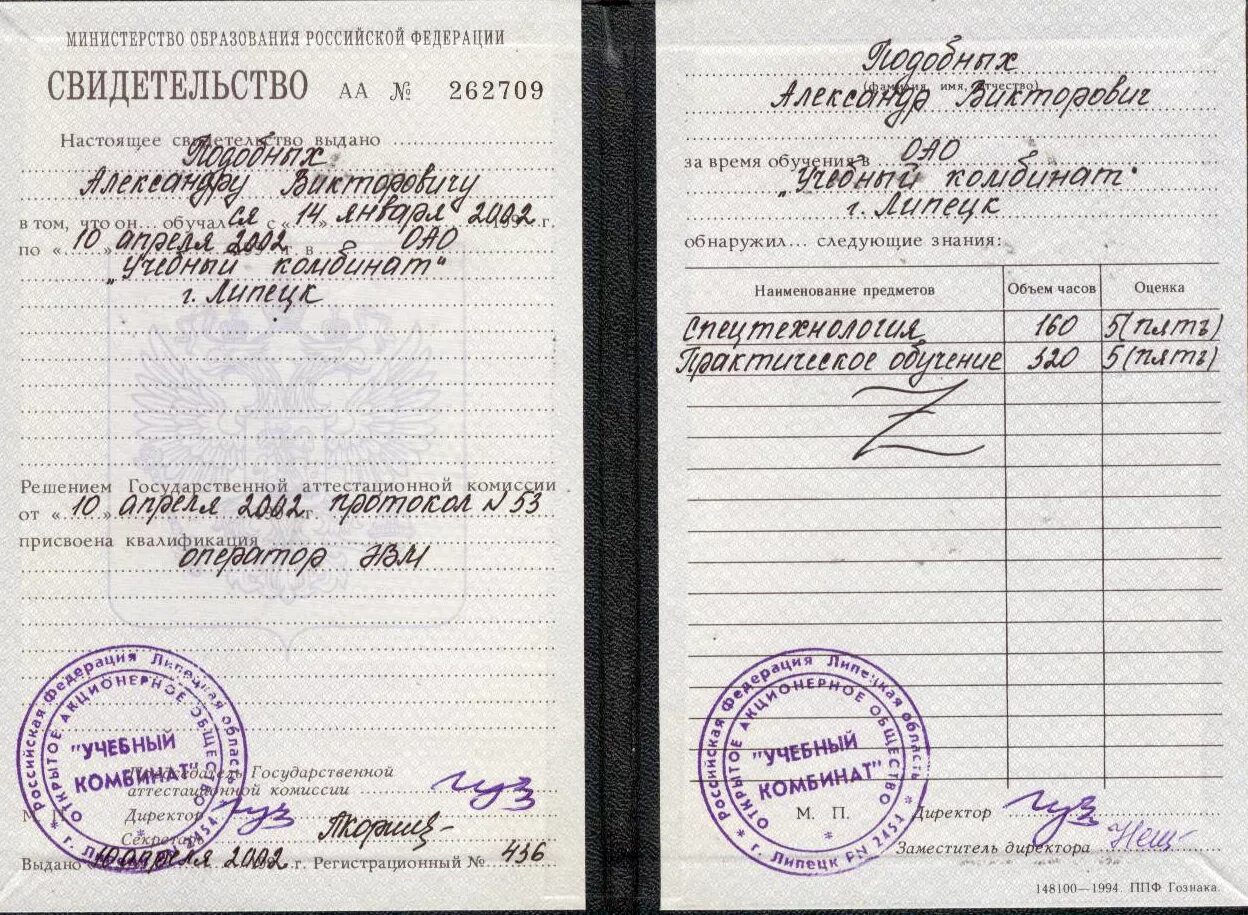 МИНИСТЕРСТВО ОБРАЗОВАНИЯ РОССИЙСКОЙ ФЕДЕРАЦИИ
СВИДЕТЕЛЬСТВО АА № 262709
Настоящее свидетельство выдано
Подобных
Александру Викторовичу
в том, что он... обучался с «14» января 2002 г.
по «10» апреля 2002 г. в ОАО
"Учебный комбинат"
г. Липецк
Решением Государственной аттестационной комиссии
от «10» апреля 2002 г. протокол N 53
присвоена квалификация
оператор ЭВМ
Российская Федерация Липецкая область
ОТКРЫТОЕ АКЦИОНЕРНОЕ ОБЩЕСТВО
"УЧЕБНЫЙ
КОМБИНАТ"
Председатель Государственной
аттестационной комиссии
М. П. Директор
Секретарь
Выдано 10 апреля 2002 г. Регистрационный № 436
Подобных
(фамилия, имя, отчество)
Александр Викторович
за время обучения в ОАО
"Учебный комбинат"
г. Липецк
обнаружил... следующие знания:
Наименование предметов Объем часов Оценка
Спецтехнология 160 5 (пять)
Практическое обучение 320 5 (пять)
Российская Федерация Липецкая область
ОТКРЫТОЕ АКЦИОНЕРНОЕ ОБЩЕСТВО
"УЧЕБНЫЙ
КОМБИНАТ"
г. Липецк РN 2451
М. П. Директор
Заместитель директора
148100—1994. ППФ Гознака.